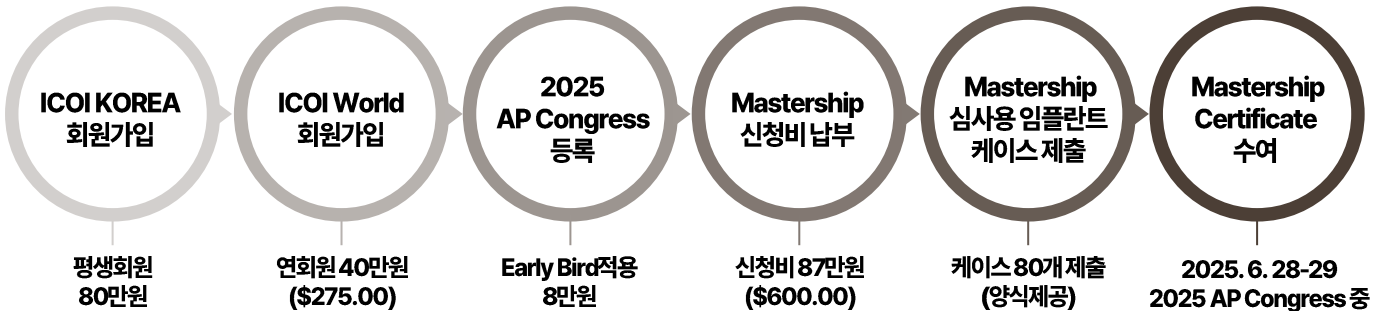 ICOI KOREA
회원가입
평생회원
80만원
ICOI World
회원가입
연회원 40만원
($275.00)
2025
AP Congress
등록
Early Bird적용
8만원
Mastership
신청비 납부
신청비 87만원
($600.00)
Mastership
심사용 임플란트
케이스 제출
케이스 80개 제출
(양식제공)
Mastership
Certificate
수여
2025. 6. 28-29
2025 AP Congress 중